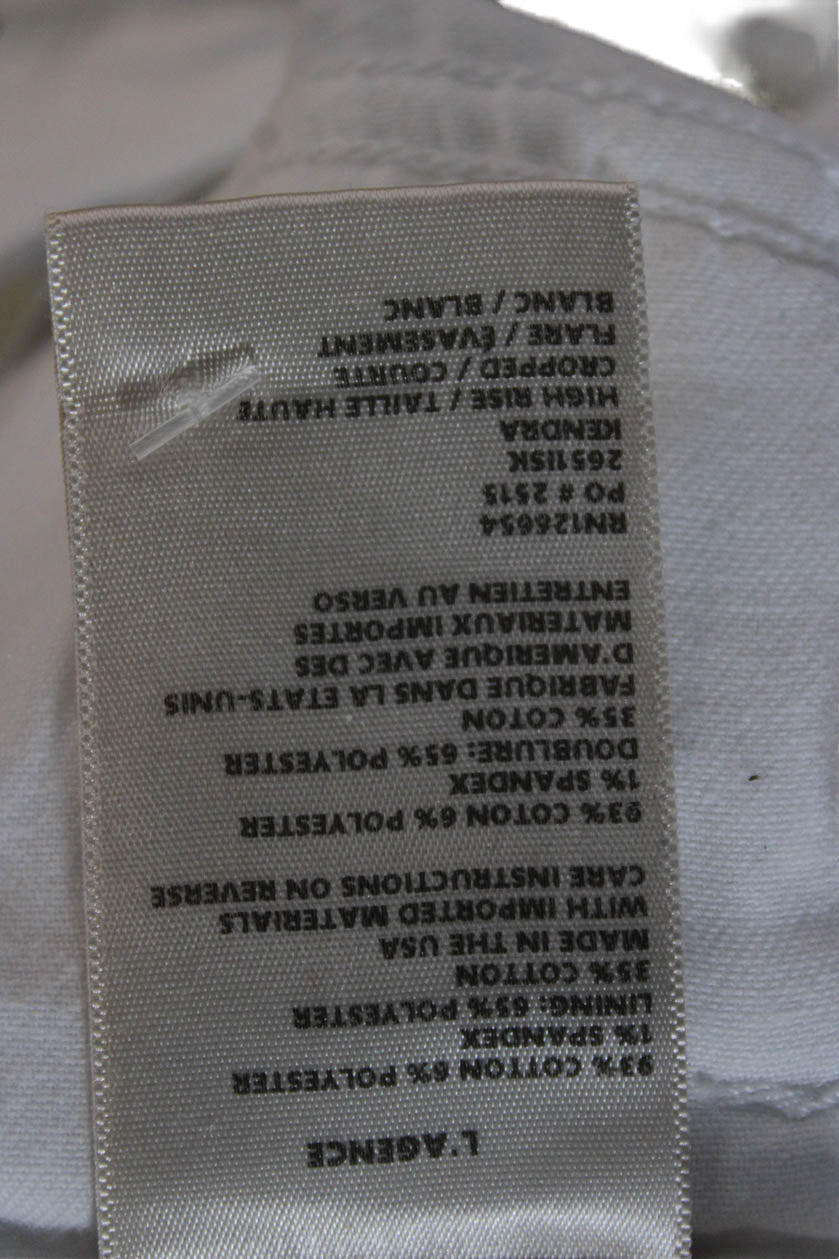 L'AGENCE
93% COTTON 6% POLYESTER
1% SPANDEX
LINING: 65% POLYESTER
35% COTTON
MADE IN THE USA
WITH IMPORTED MATERIALS
CARE INSTRUCTIONS ON REVERSE
93% COTON 6% POLYESTER
1% SPANDEX
DOUBLURE: 65% POLYESTER
35% COTON
FABRIQUE DANS LA ETATS-UNIS
D'AMERIQUE AVEC DES
MATERIAUX IMPORTES
ENTRETIEN AU VERSO
RN126654
PO # 2515
2651ISK
KENDRA
HIGH RISE / TAILLE HAUTE
CROPPED / COURTE
FLARE / ÉVASEMENT
BLANC / BLANC